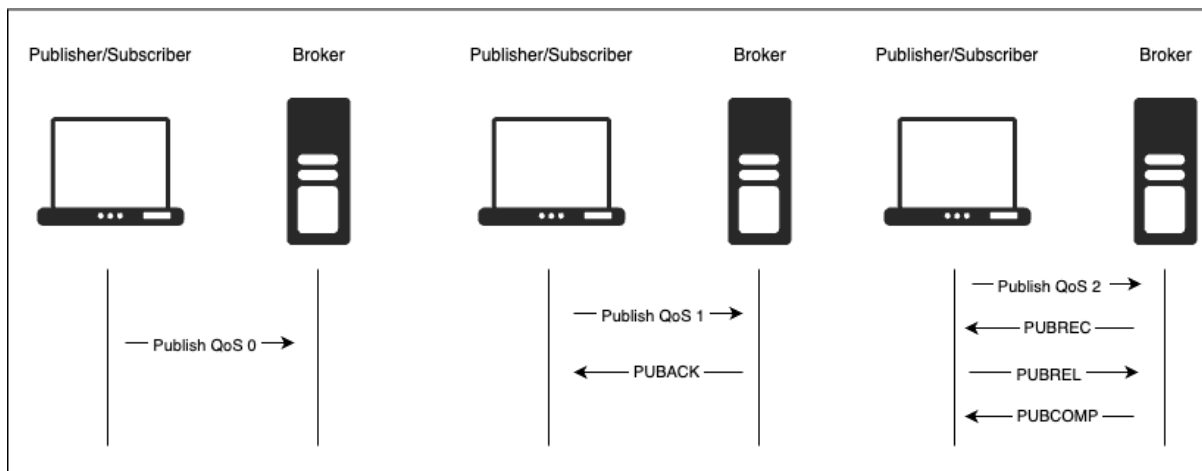 Publisher/Subscriber
Broker
Publish QoS 0
Publisher/Subscriber
Broker
Publish QoS 1
PUBACK
Publisher/Subscriber
Broker
Publish QoS 2
PUBREC
PUBREL
PUBCOMP